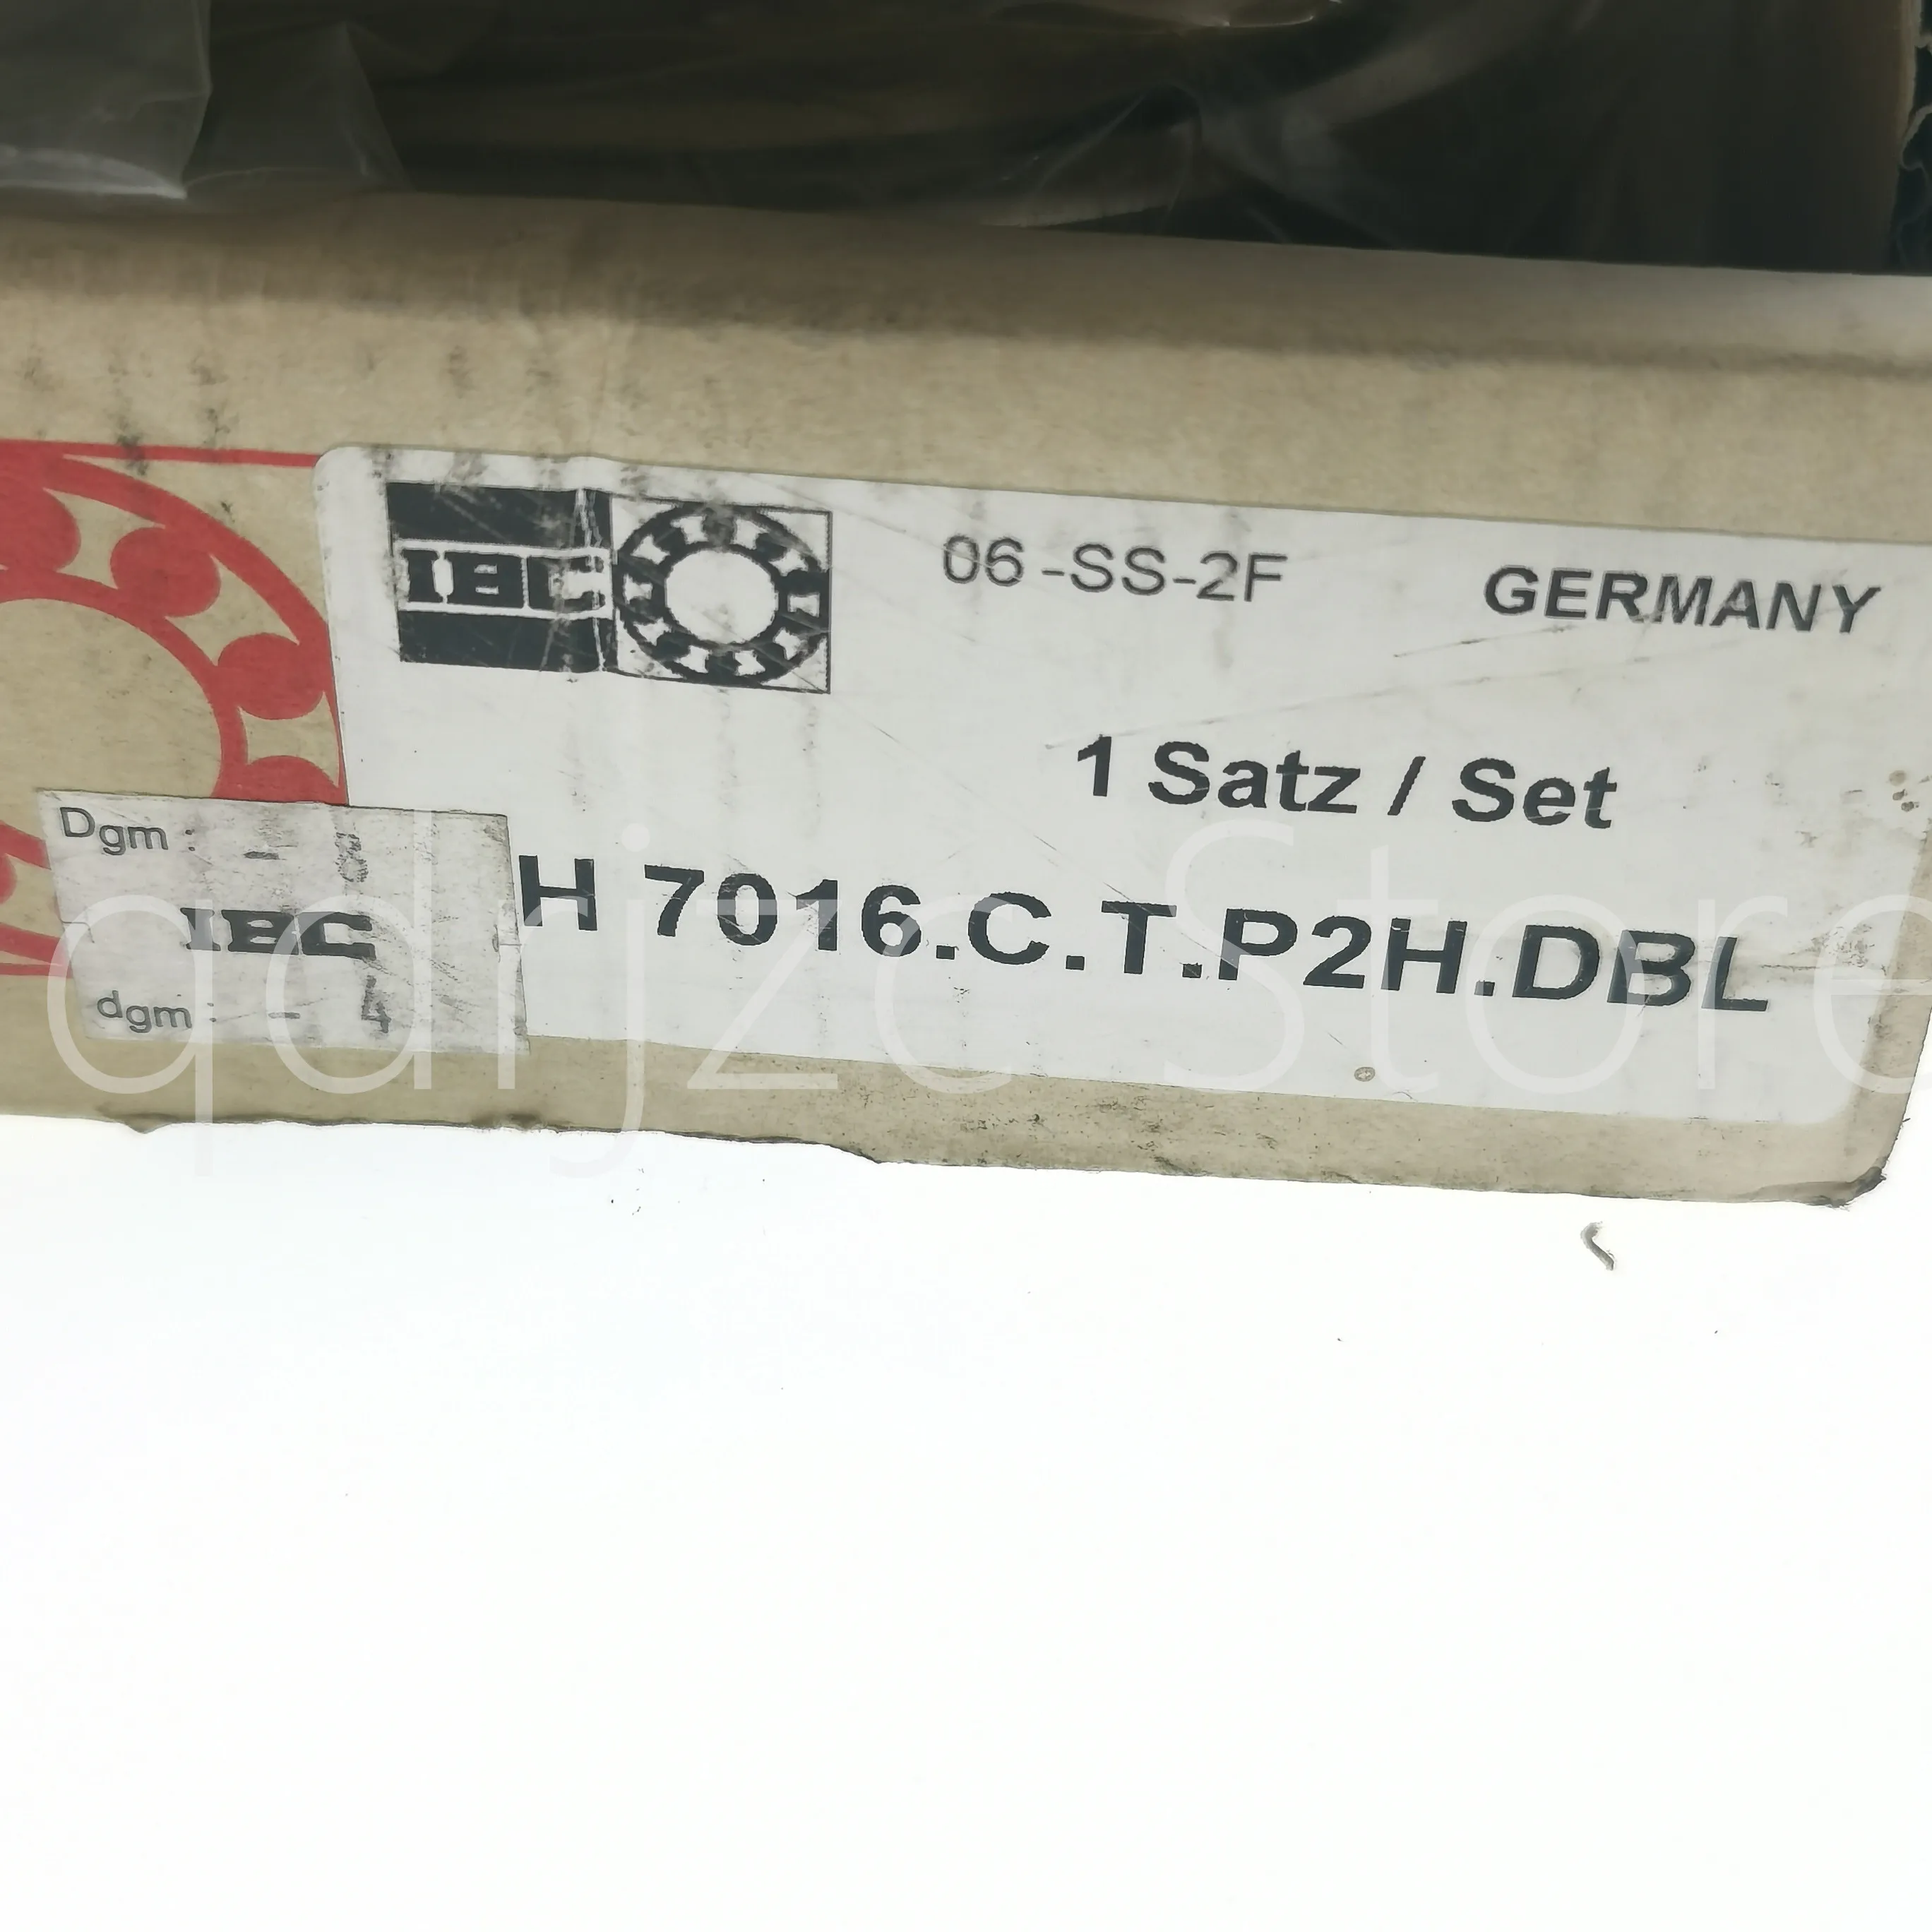 IBC
06 -SS-2F
GERMANY
1 Satz / Set
Dgm : - 8
IBC
dgm : - 4
H 7016.C.T.P2H.DBL
qdrjzc Store